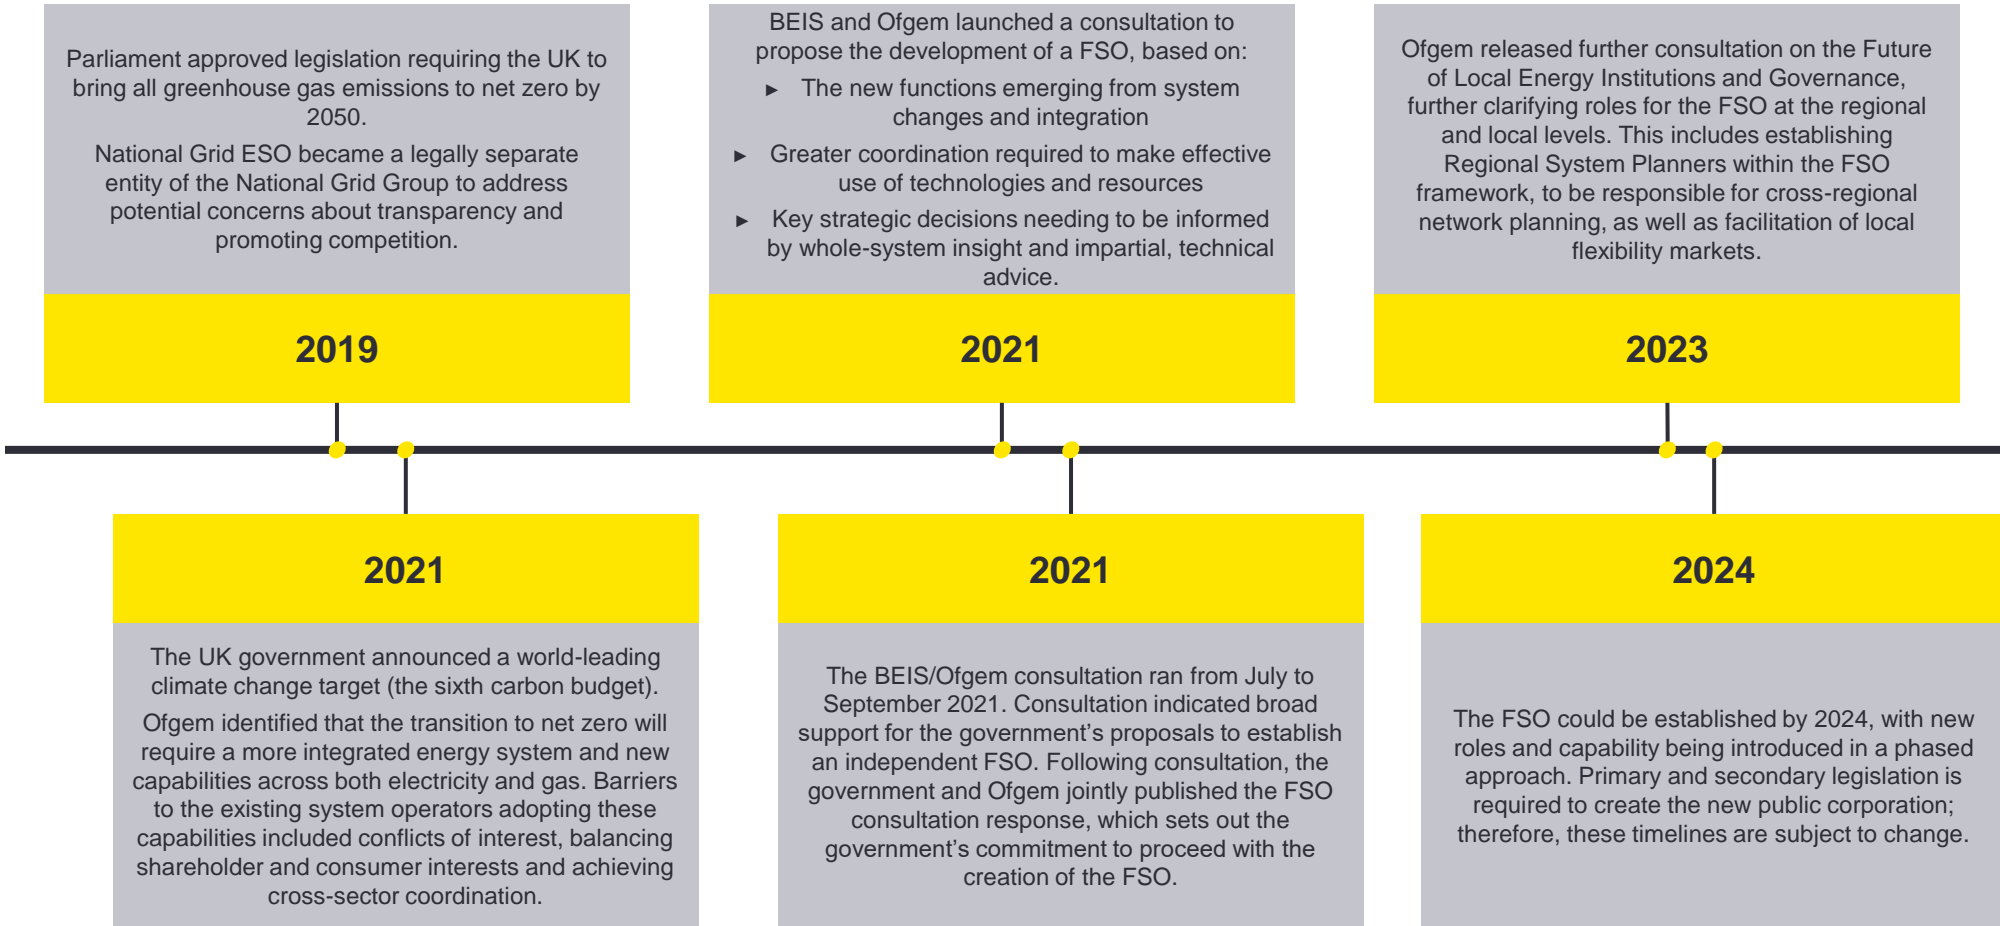 Parliament approved legislation requiring the UK to
bring all greenhouse gas emissions to net zero by
2050.
National Grid ESO became a legally separate
entity of the National Grid Group to address
potential concerns about transparency and
promoting competition.
2019
2021
The UK government announced a world-leading
climate change target (the sixth carbon budget).
Ofgem identified that the transition to net zero will
require a more integrated energy system and new
capabilities across both electricity and gas. Barriers
to the existing system operators adopting these
capabilities included conflicts of interest, balancing
shareholder and consumer interests and achieving
cross-sector coordination.
BEIS and Ofgem launched a consultation to
propose the development of a FSO, based on:
► The new functions emerging from system
changes and integration
► Greater coordination required to make effective
use of technologies and resources
► Key strategic decisions needing to be informed
by whole-system insight and impartial, technical
advice.
2021
2021
The BEIS/Ofgem consultation ran from July to
September 2021. Consultation indicated broad
support for the government’s proposals to establish
an independent FSO. Following consultation, the
government and Ofgem jointly published the FSO
consultation response, which sets out the
government’s commitment to proceed with the
creation of the FSO.
Ofgem released further consultation on the Future
of Local Energy Institutions and Governance,
further clarifying roles for the FSO at the regional
and local levels. This includes establishing
Regional System Planners within the FSO
framework, to be responsible for cross-regional
network planning, as well as facilitation of local
flexibility markets.
2023
2024
The FSO could be established by 2024, with new
roles and capability being introduced in a phased
approach. Primary and secondary legislation is
required to create the new public corporation;
therefore, these timelines are subject to change.